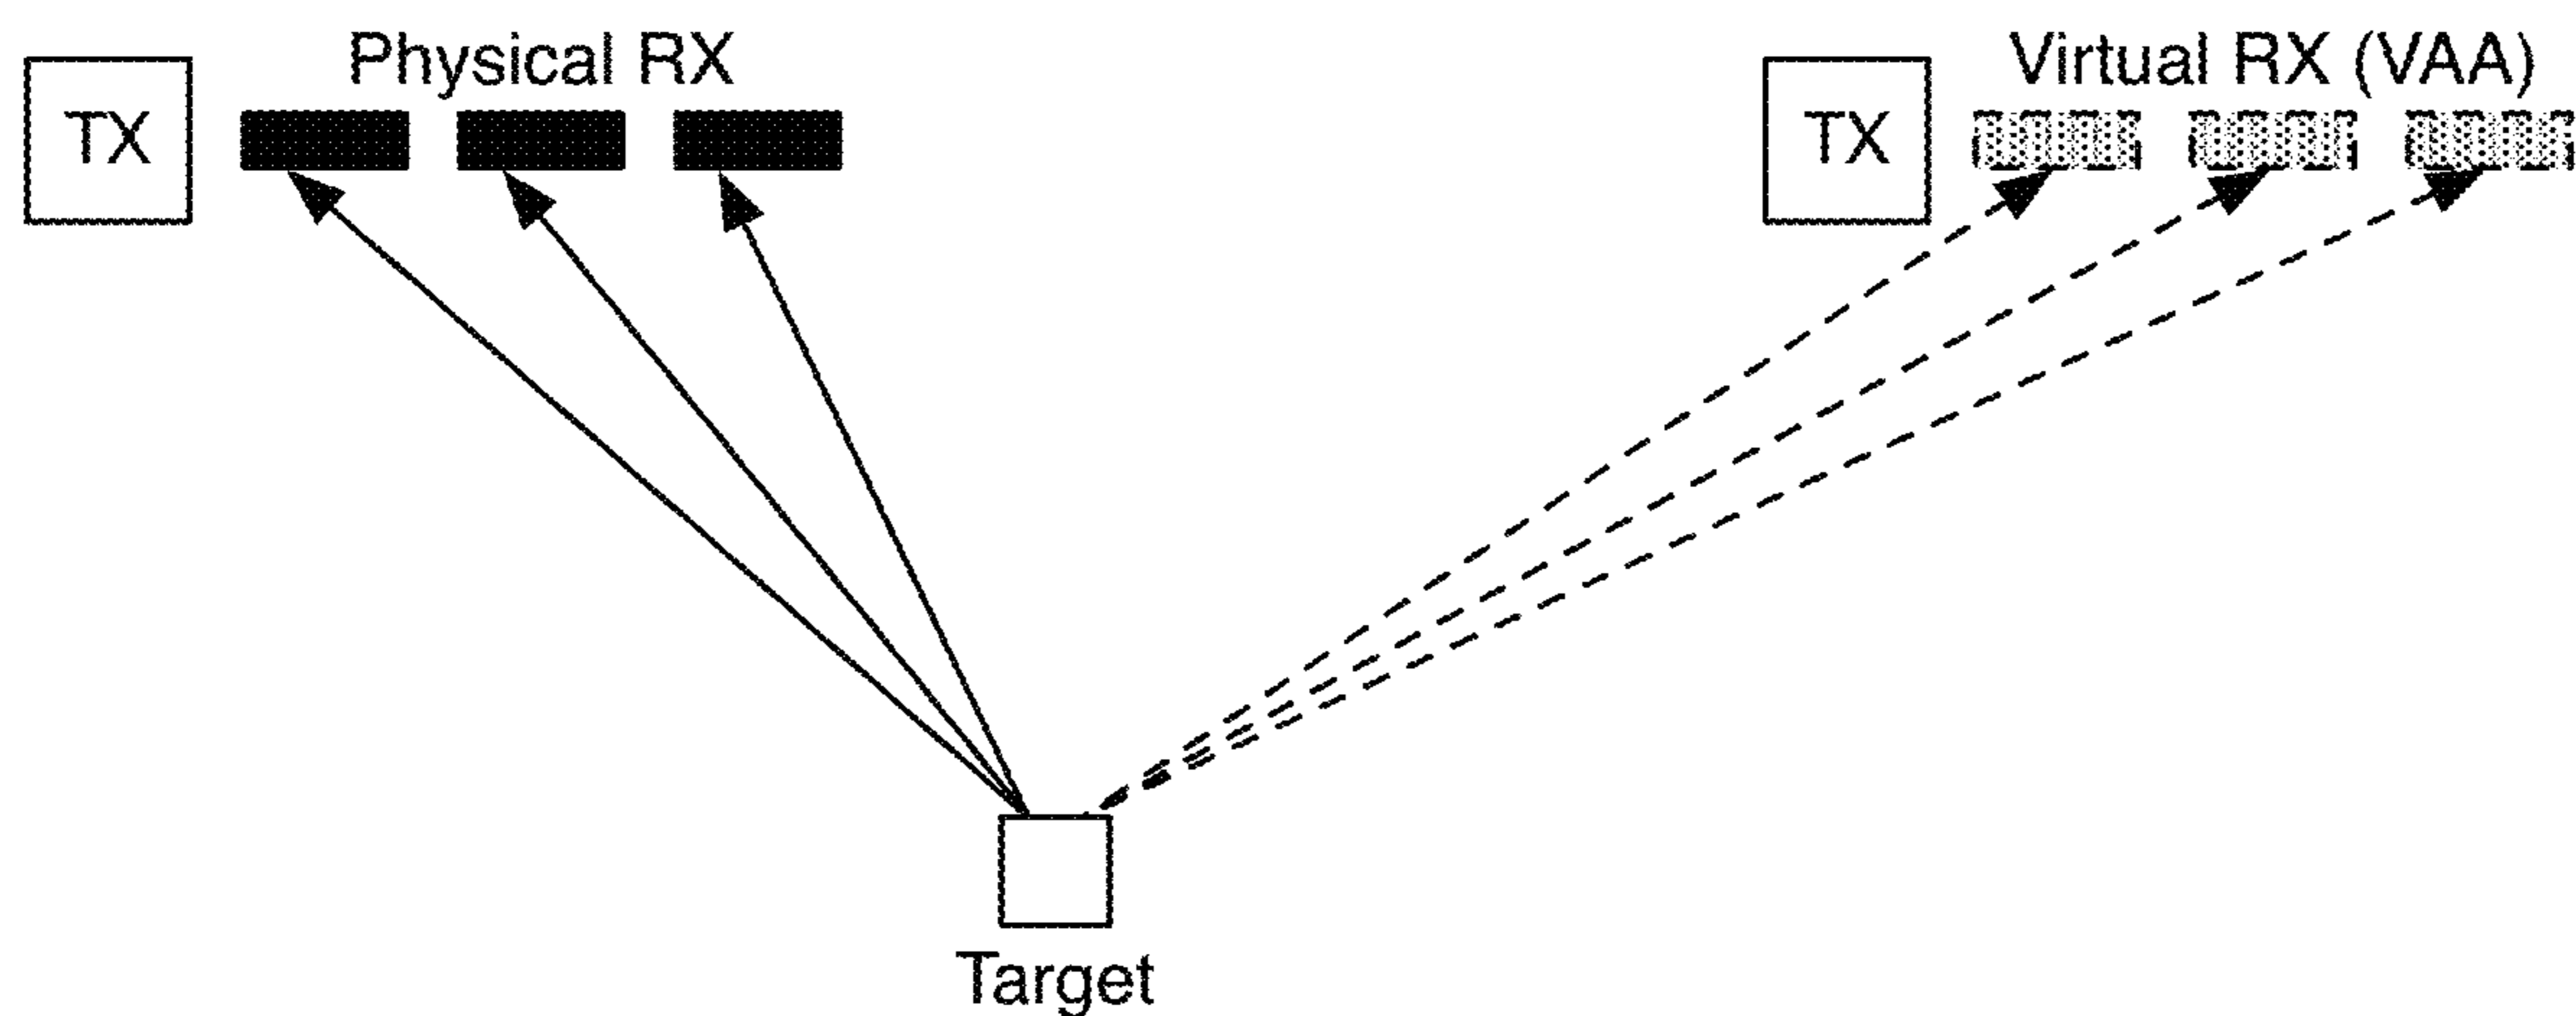 Physical RX
TX
Virtual RX (VAA)
TX
Target